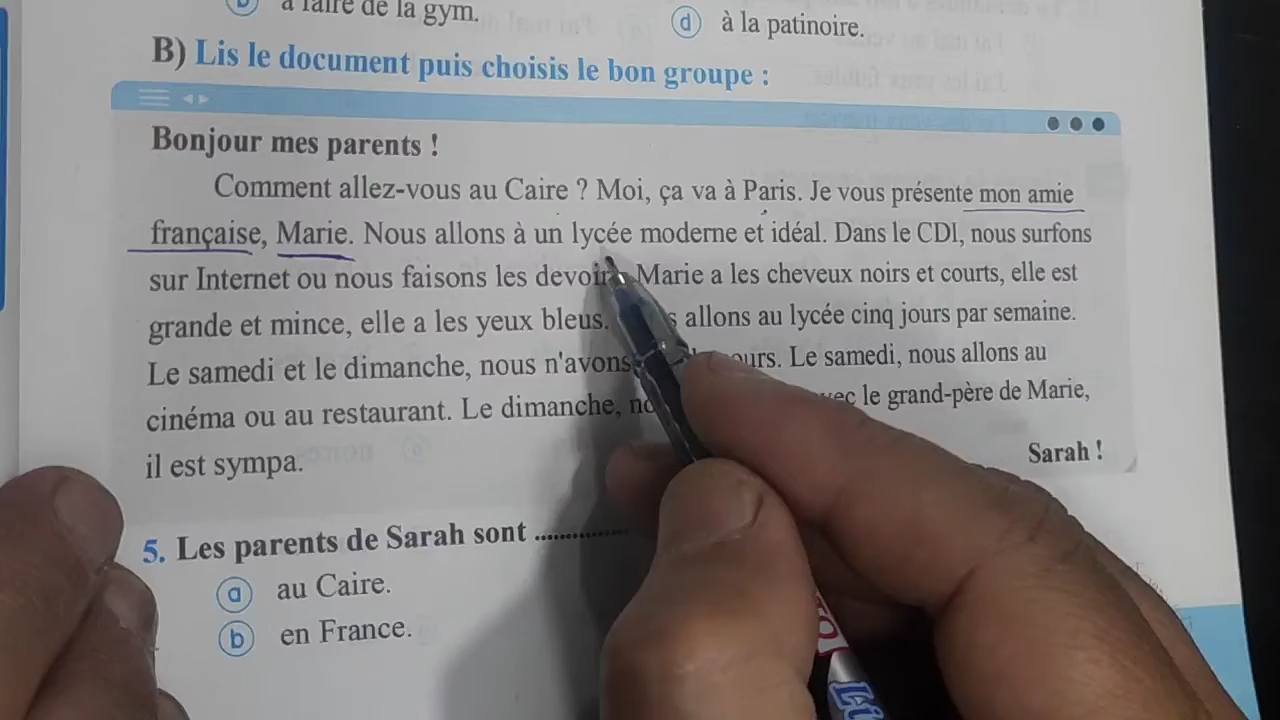 à faire de la gym.
d à la patinoire.
B) Lis le document puis choisis le bon groupe :
Bonjour mes parents !
Comment allez-vous au Caire ? Moi, ça va à Paris. Je vous présente mon amie
française, Marie. Nous allons à un lycée moderne et idéal. Dans le CDI, nous surfons
sur Internet ou nous faisons les Marie a les cheveux noirs et courts, elle est
grande et mince, elle a les yeux bleus. allons au lycée cinq jours par semaine.
Le samedi et le dimanche, nous n'avons Le samedi, nous allons au
cinéma ou au restaurant. Le dimanche, le grand-père de Marie,
il est sympa.
Sarah !
5. Les parents de Sarah sont ..............
a au Caire.
b en France.